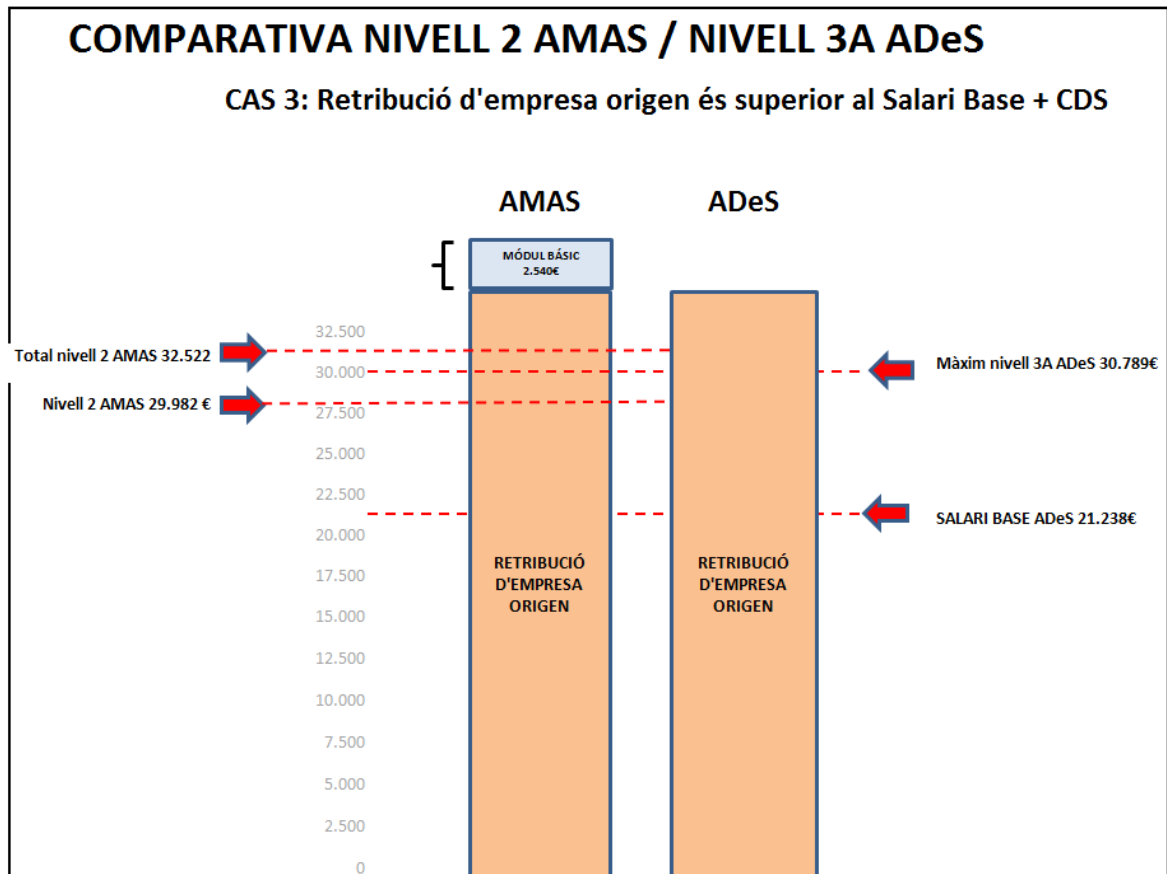 COMPARATIVA NIVELL 2 AMAS / NIVELL 3A ADeS
CAS 3: Retribució d'empresa origen és superior al Salari Base + CDS
AMAS
ADeS
MÓDUL BÁSIC
2.540€
32.500
Total nivell 2 AMAS 32.522
Màxim nivell 3A ADeS 30.789€
30.000
Nivell 2 AMAS 29.982 €
27.500
25.000
22.500
SALARI BASE ADeS 21.238€
20.000
RETRIBUCIÓ
D'EMPRESA
ORIGEN
RETRIBUCIÓ
D'EMPRESA
ORIGEN
17.500
15.000
12.500
10.000
7.500
5.000
2.500
0